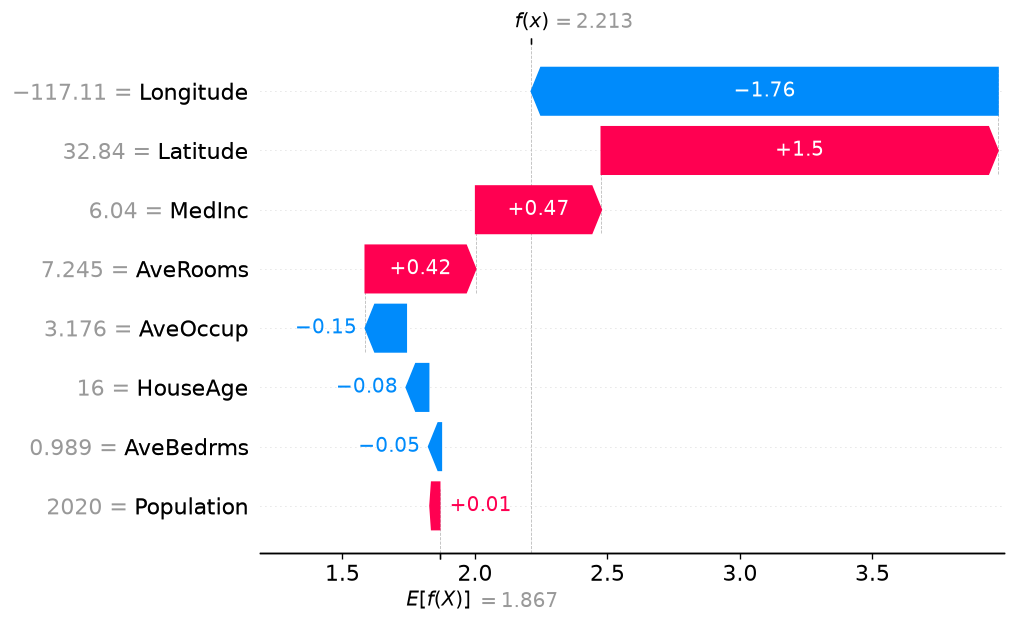 f(x) = 2.213
−117.11 = Longitude −1.76
32.84 = Latitude +1.5
6.04 = MedInc +0.47
7.245 = AveRooms +0.42
3.176 = AveOccup −0.15
16 = HouseAge −0.08
0.989 = AveBedrms −0.05
2020 = Population +0.01
1.5 2.0 2.5 3.0 3.5
E[f(X)] = 1.867